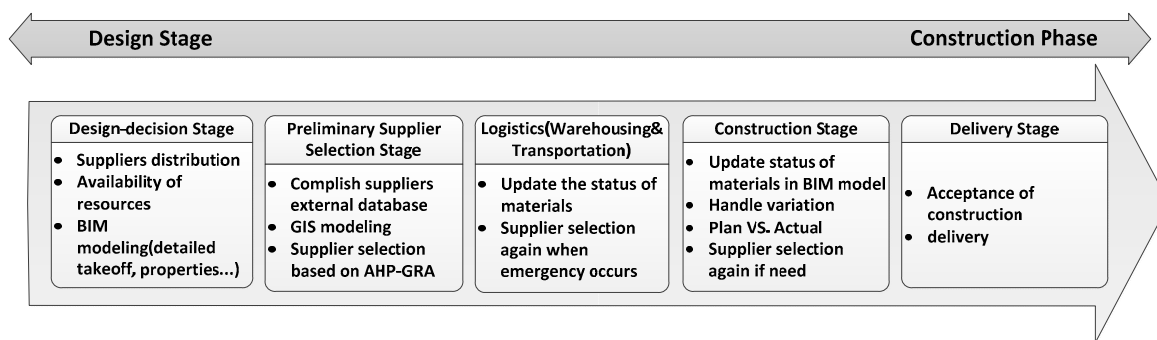 Design Stage
Construction Phase
Design-decision Stage
• Suppliers distribution
• Availability of
resources
• BIM
modeling(detailed
takeoff, properties...)
Preliminary Supplier
Selection Stage
• Complish suppliers
external database
• GIS modeling
• Supplier selection
based on AHP-GRA
Logistics(Warehousing&
Transportation)
• Update the status of
materials
• Supplier selection
again when
emergency occurs
Construction Stage
• Update status of
materials in BIM model
• Handle variation
• Plan VS. Actual
• Supplier selection
again if need
Delivery Stage
• Acceptance of
construction
• delivery